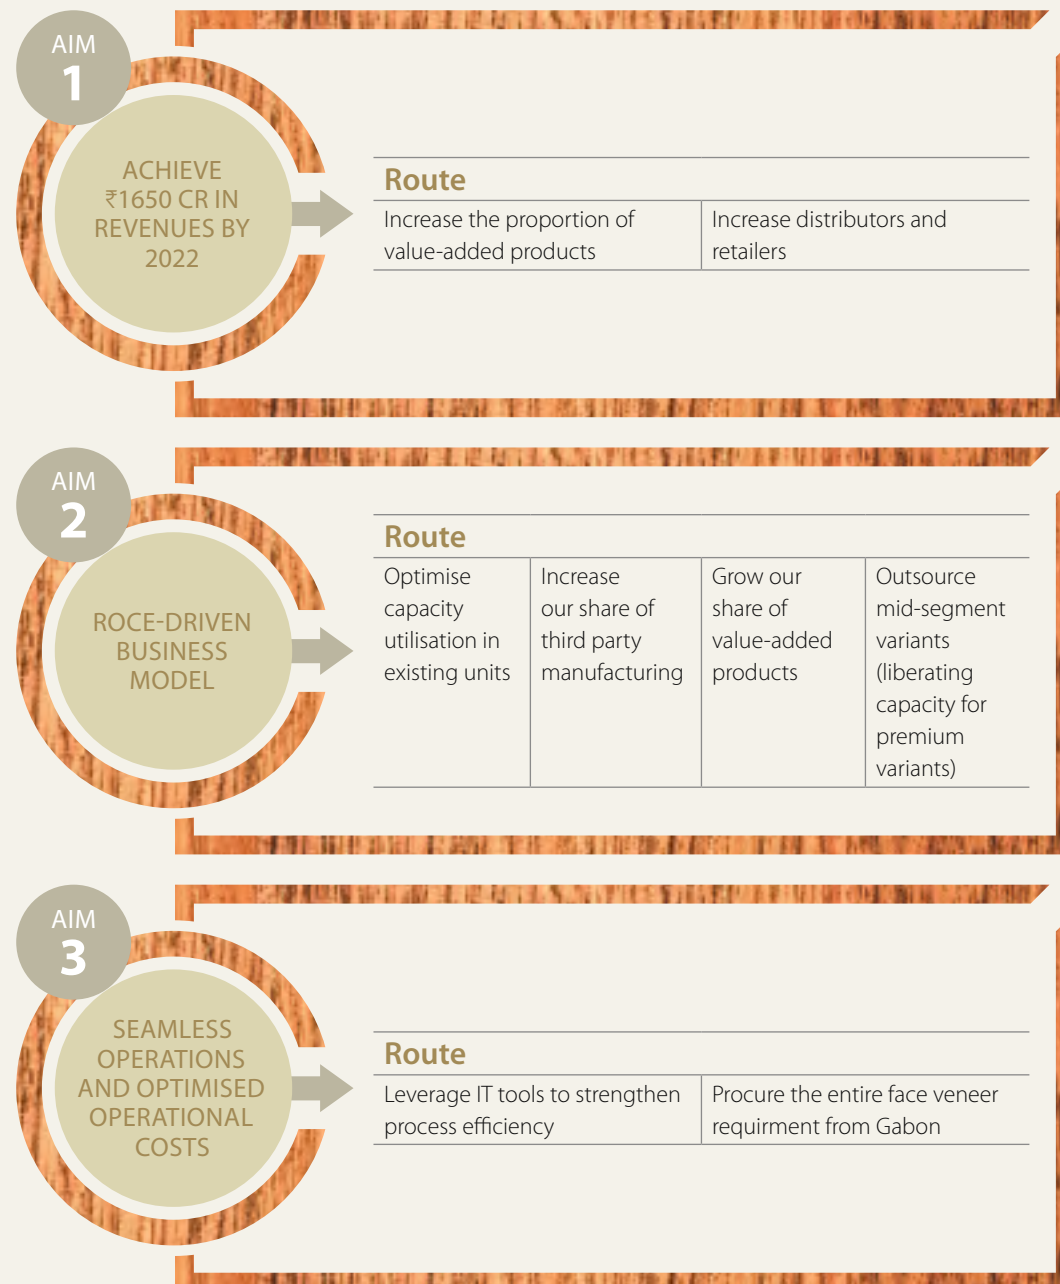 AIM
1
ACHIEVE
₹1650 CR IN
REVENUES BY
2022
Route
Increase the proportion of
value-added products
Increase distributors and
retailers
AIM
2
ROCE-DRIVEN
BUSINESS
MODEL
Route
Optimise
capacity
utilisation in
existing units
Increase
our share of
third party
manufacturing
Grow our
share of
value-added
products
Outsource
mid-segment
variants
(liberating
capacity for
premium
variants)
AIM
3
SEAMLESS
OPERATIONS
AND OPTIMISED
OPERATIONAL
COSTS
Route
Leverage IT tools to strengthen
process efficiency
Procure the entire face veneer
requirment from Gabon